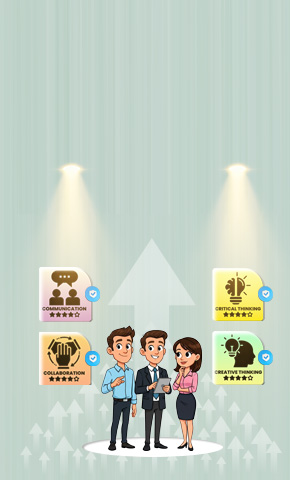 COMMUNICATION
CRITICAL THINKING
COLLABORATION
CREATIVE THINKING